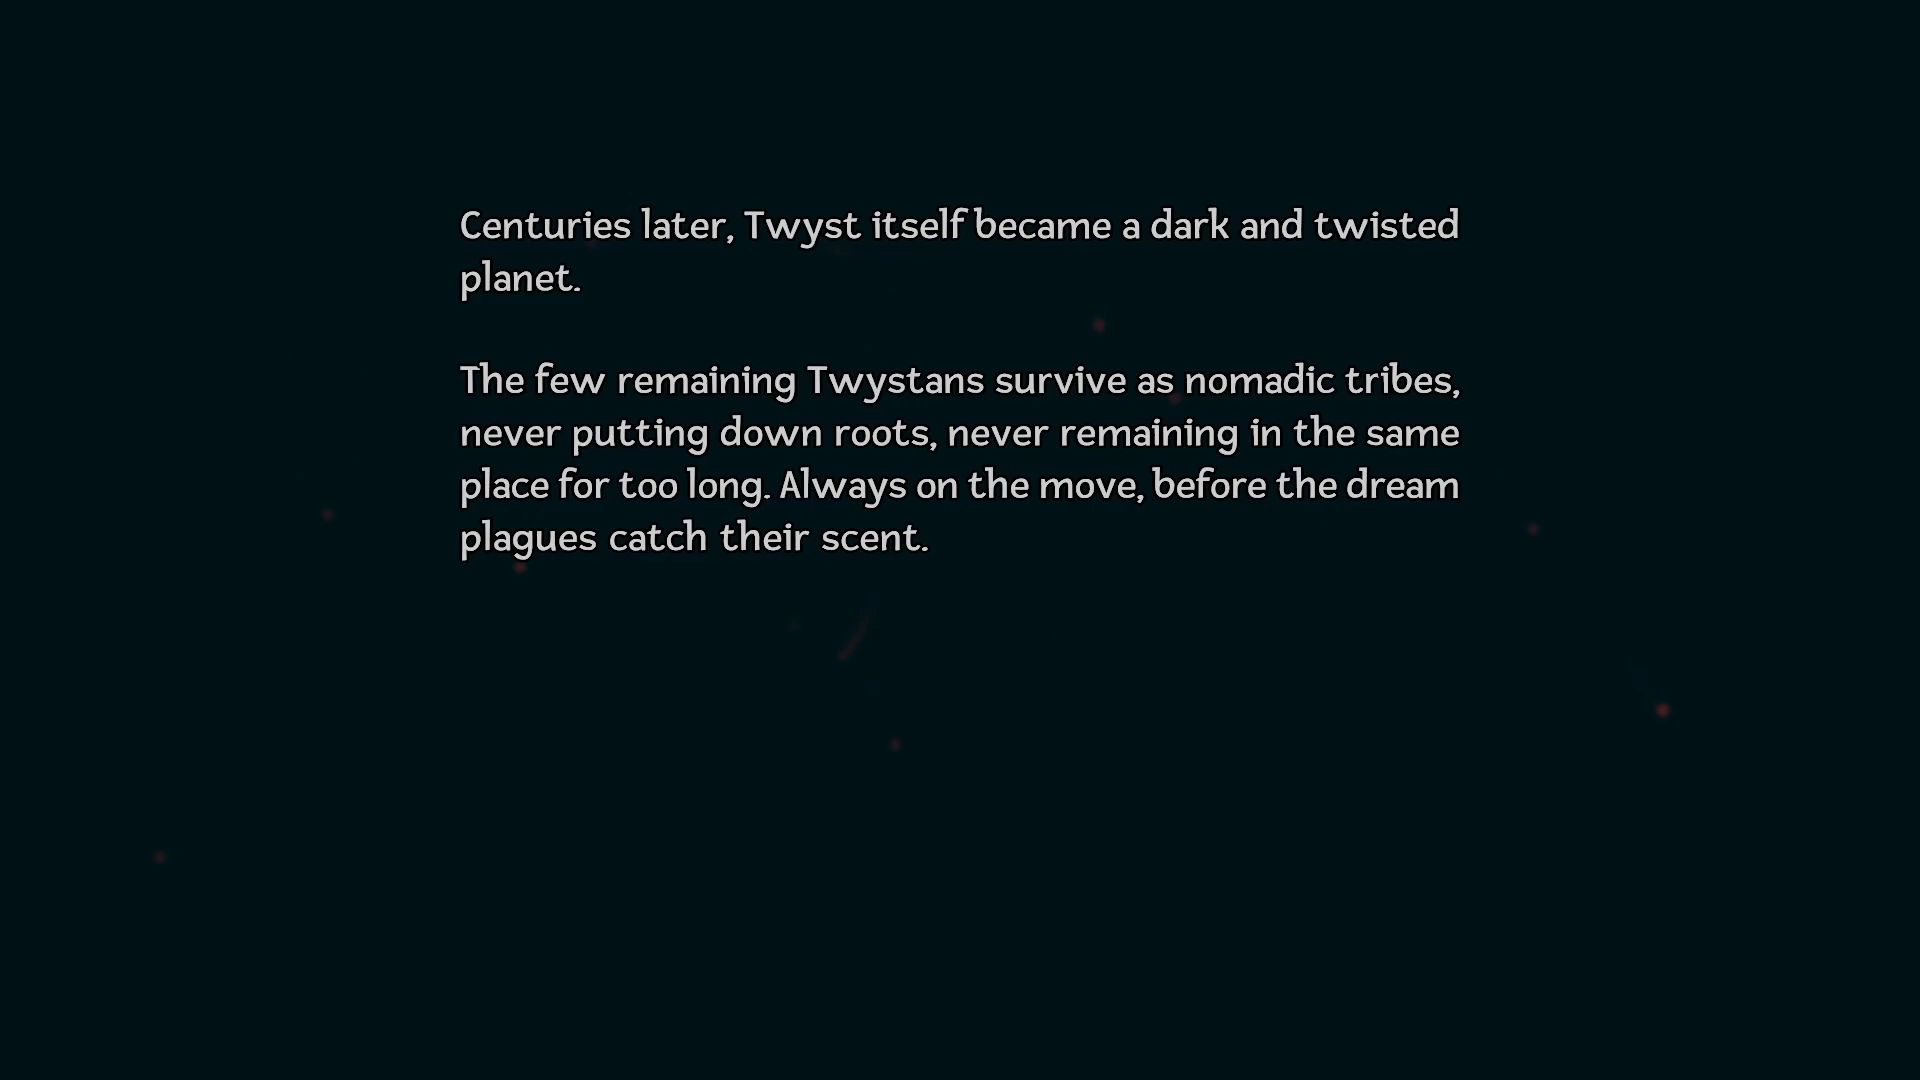 Centuries later, Twyst itself became a dark and twisted
planet.
The few remaining Twystans survive as nomadic tribes,
never putting down roots, never remaining in the same
place for too long. Always on the move, before the dream
plagues catch their scent.